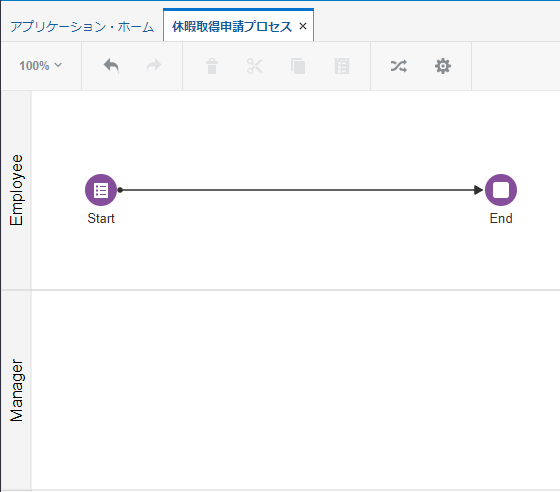 アプリケーション・ホーム
休暇取得申請プロセス ×
100%
Employee
Start
End
Manager